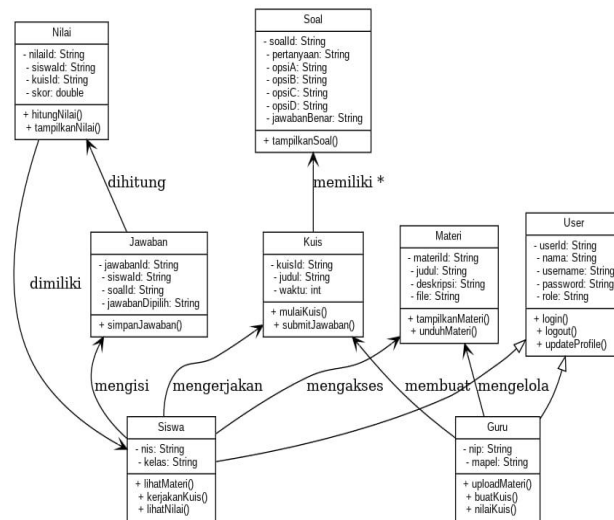 Nilai
- nilaiId: String
- siswaId: String
- kuisId: String
- skor: double
+ hitungNilai()
+ tampilkanNilai()
Soal
- soalId: String
- pertanyaan: String
- opsiA: String
- opsiB: String
- opsiC: String
- opsiD: String
- jawabanBenar: String
+ tampilkanSoal()
dihitung
memiliki *
Jawaban
- jawabanId: String
- siswaId: String
- soalId: String
- jawabanDipilih: String
+ simpanJawaban()
Kuis
- kuisId: String
- judul: String
- waktu: int
+ mulaiKuis()
+ submitJawaban()
Materi
- materiId: String
- judul: String
- deskripsi: String
- file: String
+ tampilkanMateri()
+ unduhMateri()
User
- userId: String
- nama: String
- username: String
- password: String
- role: String
+ login()
+ logout()
+ updateProfile()
dimiliki
mengisi
mengerjakan
mengakses
membuat
mengelola
Siswa
- nis: String
- kelas: String
+ lihatMateri()
+ kerjakanKuis()
+ lihatNilai()
Guru
- nip: String
- mapel: String
+ uploadMateri()
+ buatKuis()
+ nilaiKuis()